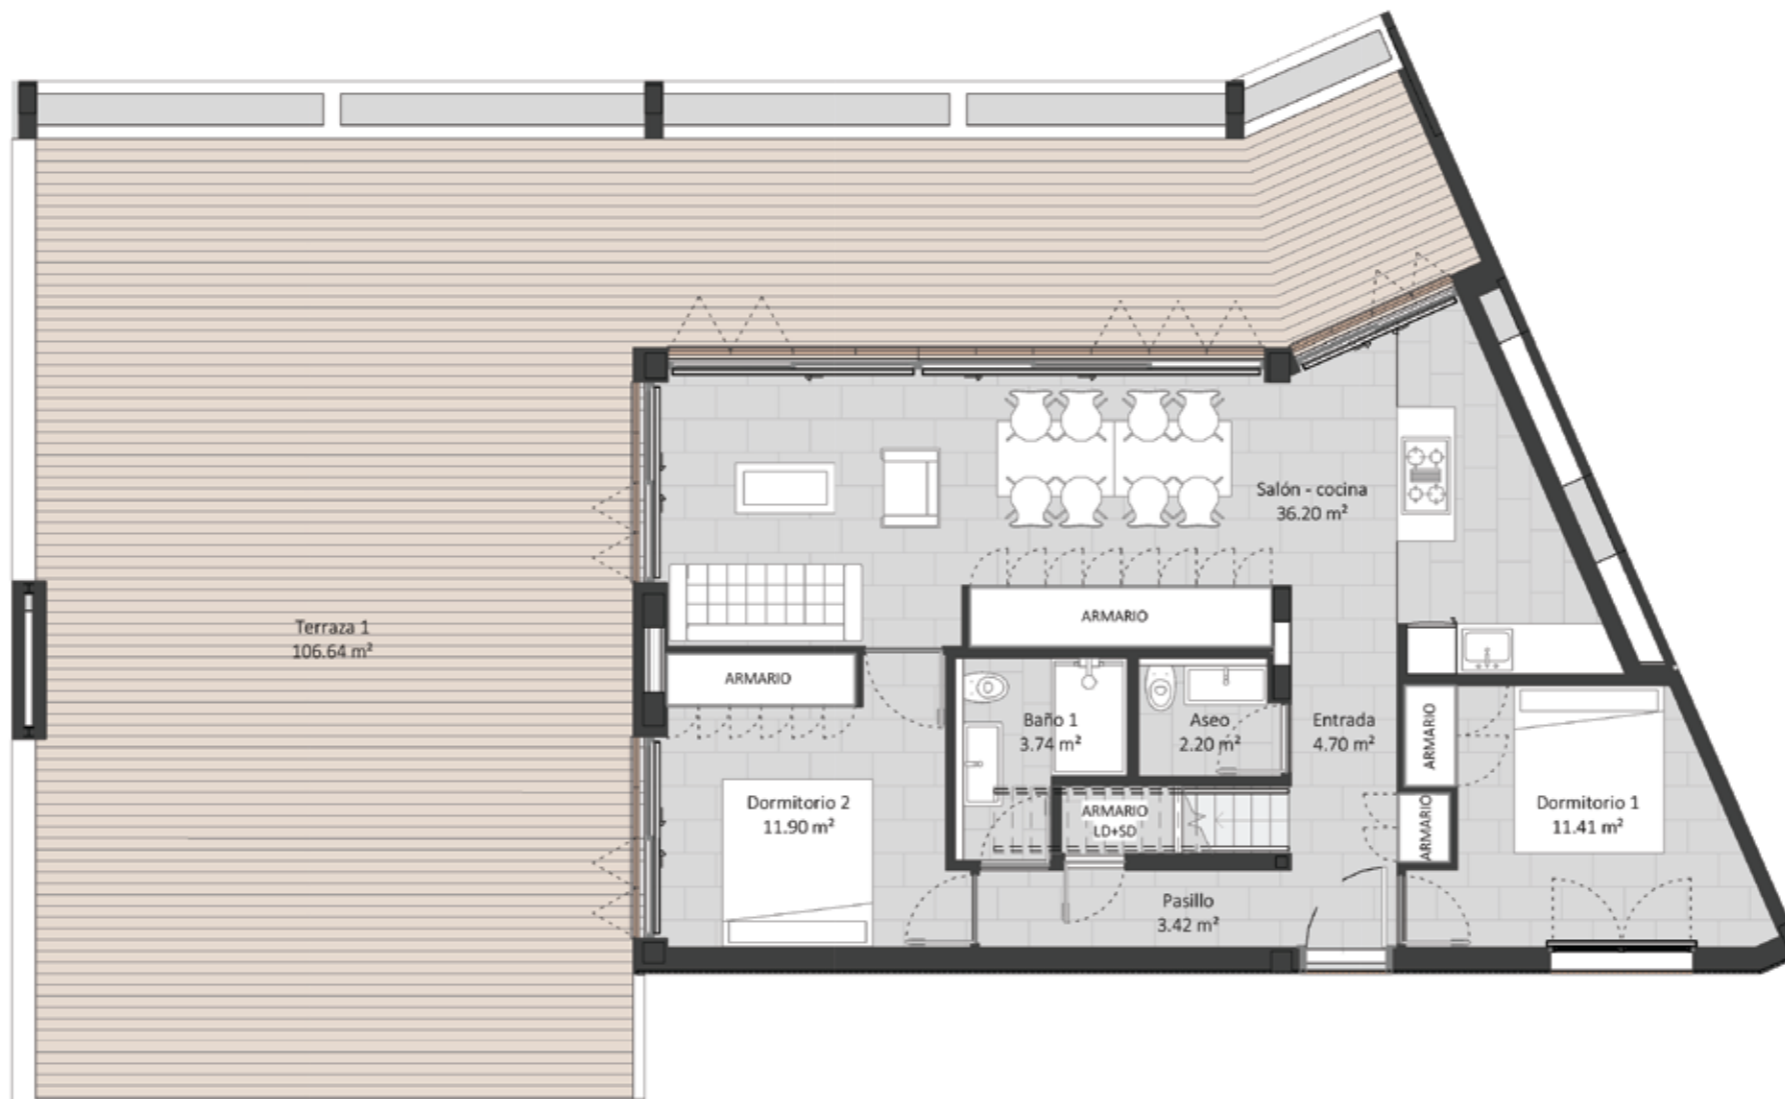 Salón - cocina
36.20 m²
ARMARIO
Terraza 1
106.64 m²
ARMARIO
Baño 1
3.74 m²
Aseo
2.20 m²
Entrada
4.70 m²
ARMARIO
Dormitorio 2
11.90 m²
ARMARIO
LD+SD
ARMARIO
Dormitorio 1
11.41 m²
Pasillo
3.42 m²